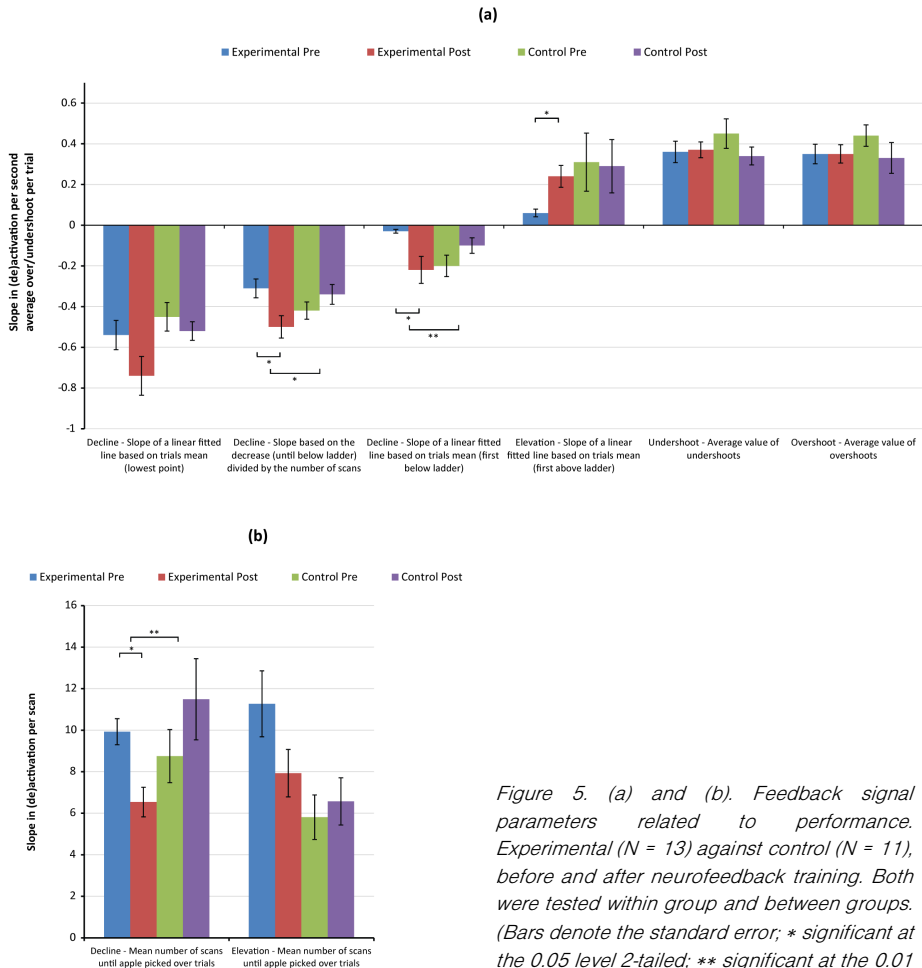 (a)
Experimental Pre Experimental Post Control Pre Control Post
Slope in (de)activation per second
average over/undershoot per trial
0.6
0.4
0.2
0
-0.2
-0.4
-0.6
-0.8
-1
*
*
*
*
**
Decline - Slope of a linear fitted
line based on trials mean
(lowest point)
Decline - Slope based on the
decrease (until below ladder)
divided by the number of scans
Decline - Slope of a linear fitted
line based on trials mean (first
below ladder)
Elevation - Slope of a linear
fitted line based on trials mean
(first above ladder)
Undershoot - Average value of
undershoots
Overshoot - Average value of
overshoots
(b)
Experimental Pre Experimental Post Control Pre Control Post
Slope in (de)activation per scan
16
14
12
10
8
6
4
2
0
**
*
Decline - Mean number of scans
until apple picked over trials
Elevation - Mean number of scans
until apple picked over trials
Figure 5. (a) and (b). Feedback signal
parameters related to performance.
Experimental (N = 13) against control (N = 11),
before and after neurofeedback training. Both
were tested within group and between groups.
(Bars denote the standard error; * significant at
the 0.05 level 2-tailed; ** significant at the 0.01